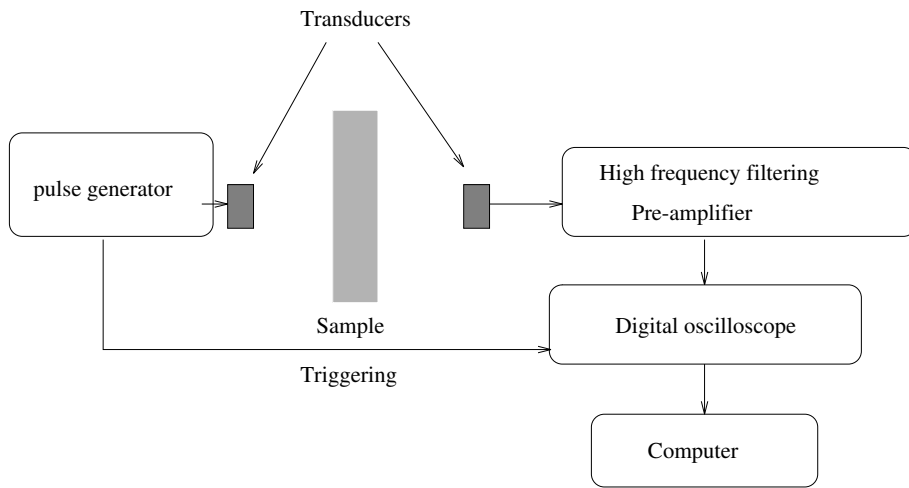 Transducers
pulse generator
High frequency filtering
Pre-amplifier
Sample
Digital oscilloscope
Triggering
Computer